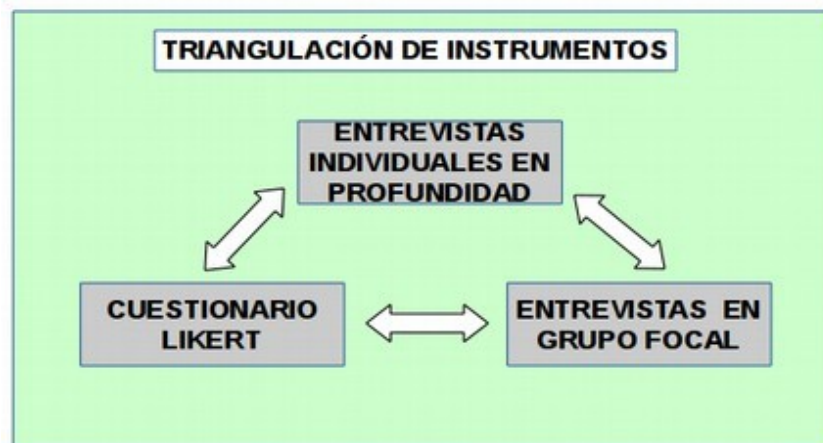 TRIANGULACIÓN DE INSTRUMENTOS
ENTREVISTAS
INDIVIDUALES EN
PROFUNDIDAD
CUESTIONARIO
LIKERT
ENTREVISTAS EN
GRUPO FOCAL